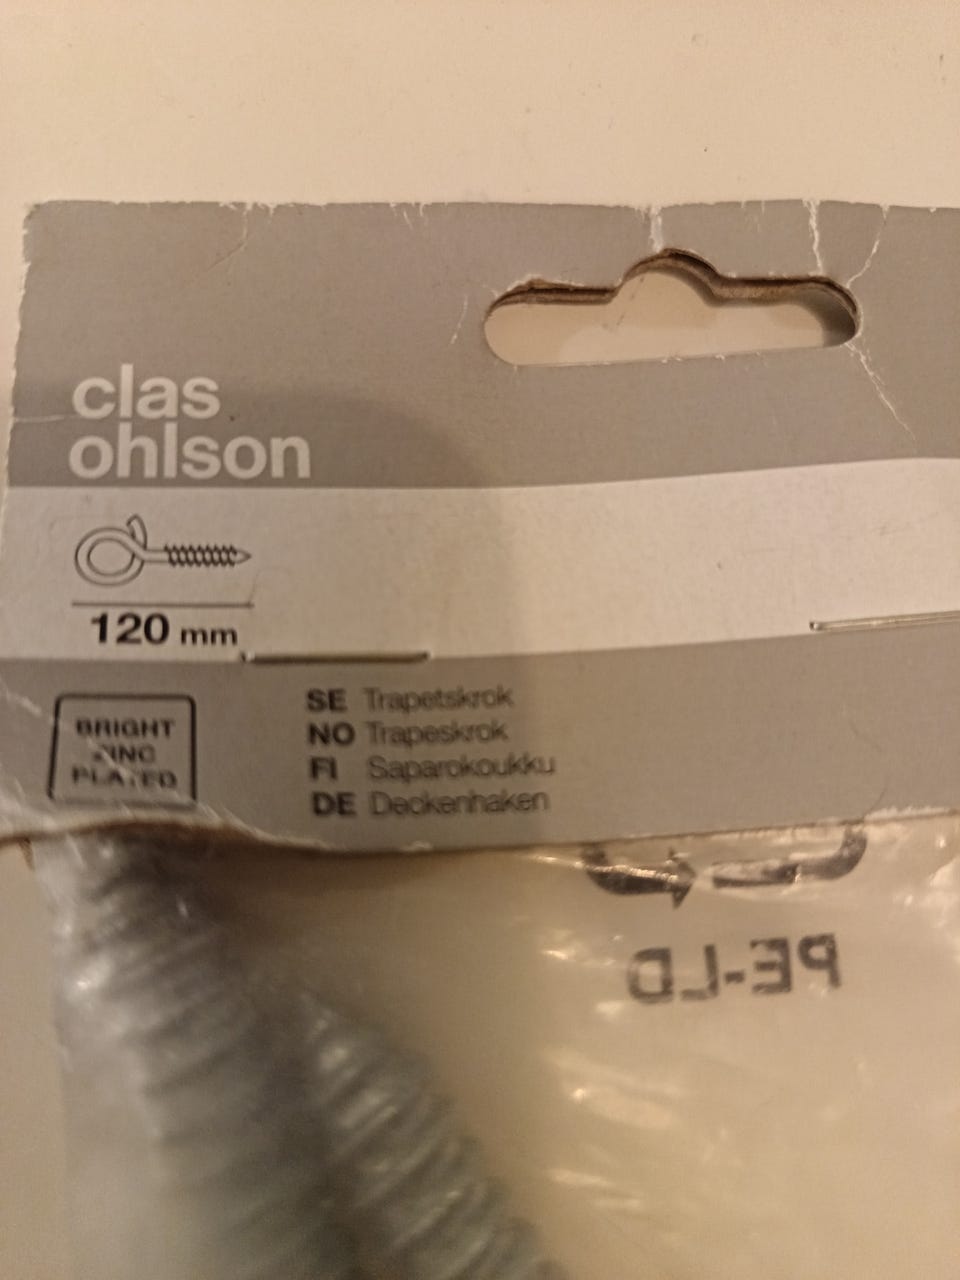 clas
ohlson
120 mm
BRIGHT
ZINC
PLATED
SE Trapetskrok
NO Trapeskrok
FI Saparokoukku
DE Deckenhaken
PE-LD